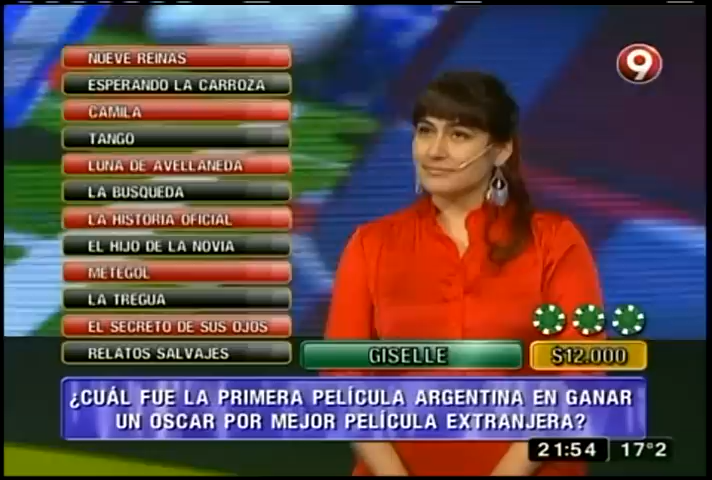 NUEVE REINAS
ESPERANDO LA CARROZA
CAMILA
TANGO
LUNA DE AVELLANEDA
LA BUSQUEDA
LA HISTORIA OFICIAL
EL HIJO DE LA NOVIA
METEGOL
LA TREGUA
EL SECRETO DE SUS OJOS
RELATOS SALVAJES
9
GISELLE
$12.000
¿CUÁL FUE LA PRIMERA PELÍCULA ARGENTINA EN GANAR
UN OSCAR POR MEJOR PELÍCULA EXTRANJERA?
21:54 17°2